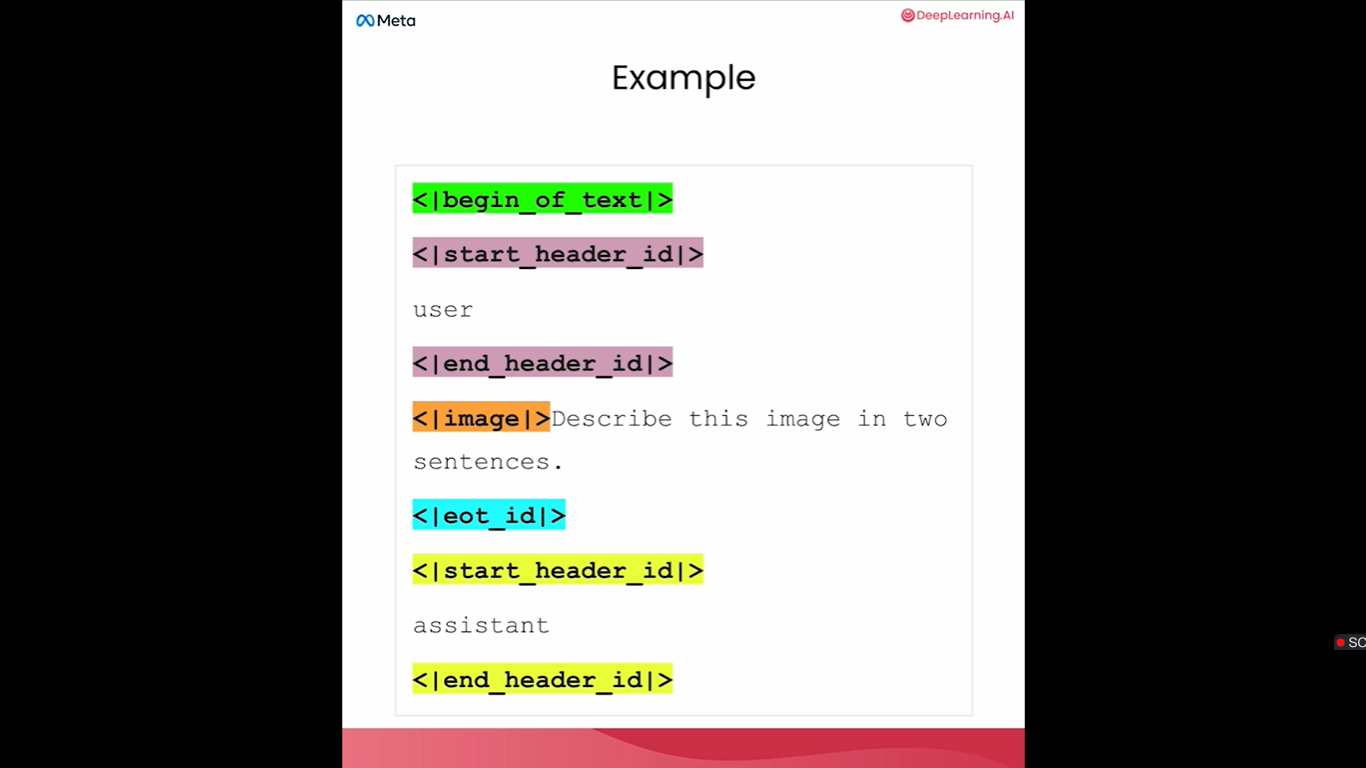 Meta
DeepLearning.AI
Example
<|begin_of_text|>
<|start_header_id|>
user
<|end_header_id|>
<|image|>Describe this image in two
sentences.
<|eot_id|>
<|start_header_id|>
assistant
<|end_header_id|>
SC